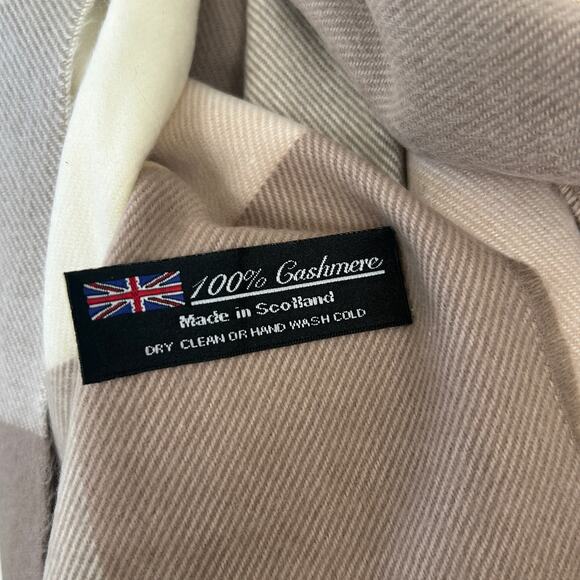 100% Cashmere
Made in Scotland
DRY CLEAN OR HAND WASH COLD